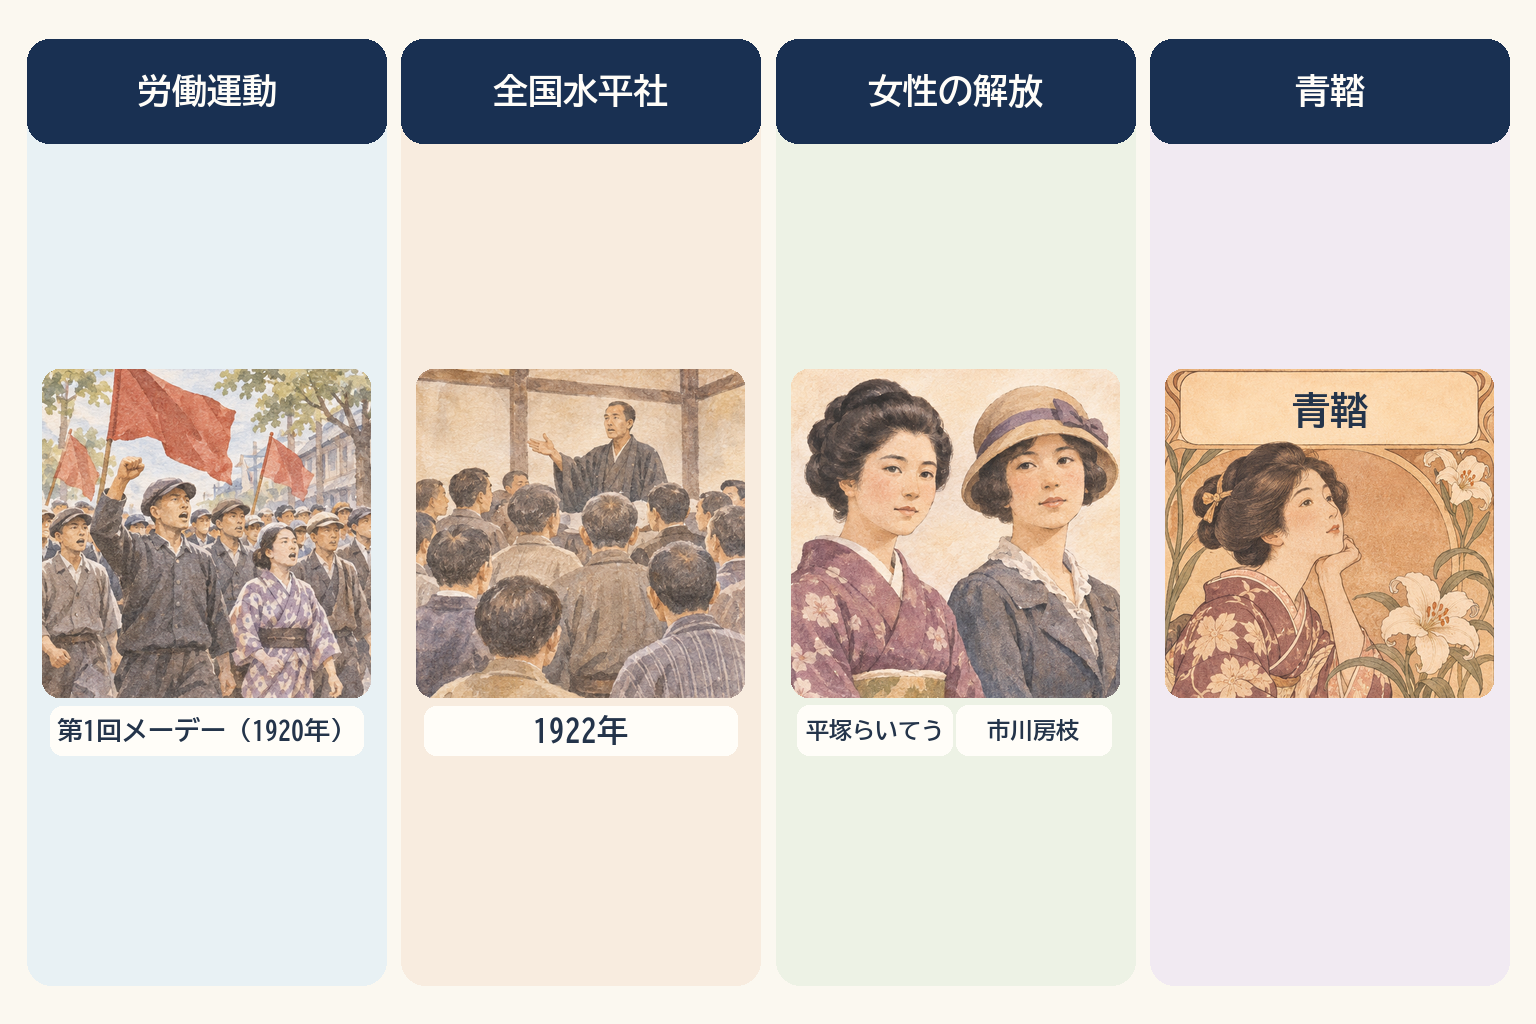 労働運動
第1回メーデー（1920年）
全国水平社
1922年
女性の解放
平塚らいてう
市川房枝
青鞜
青鞜